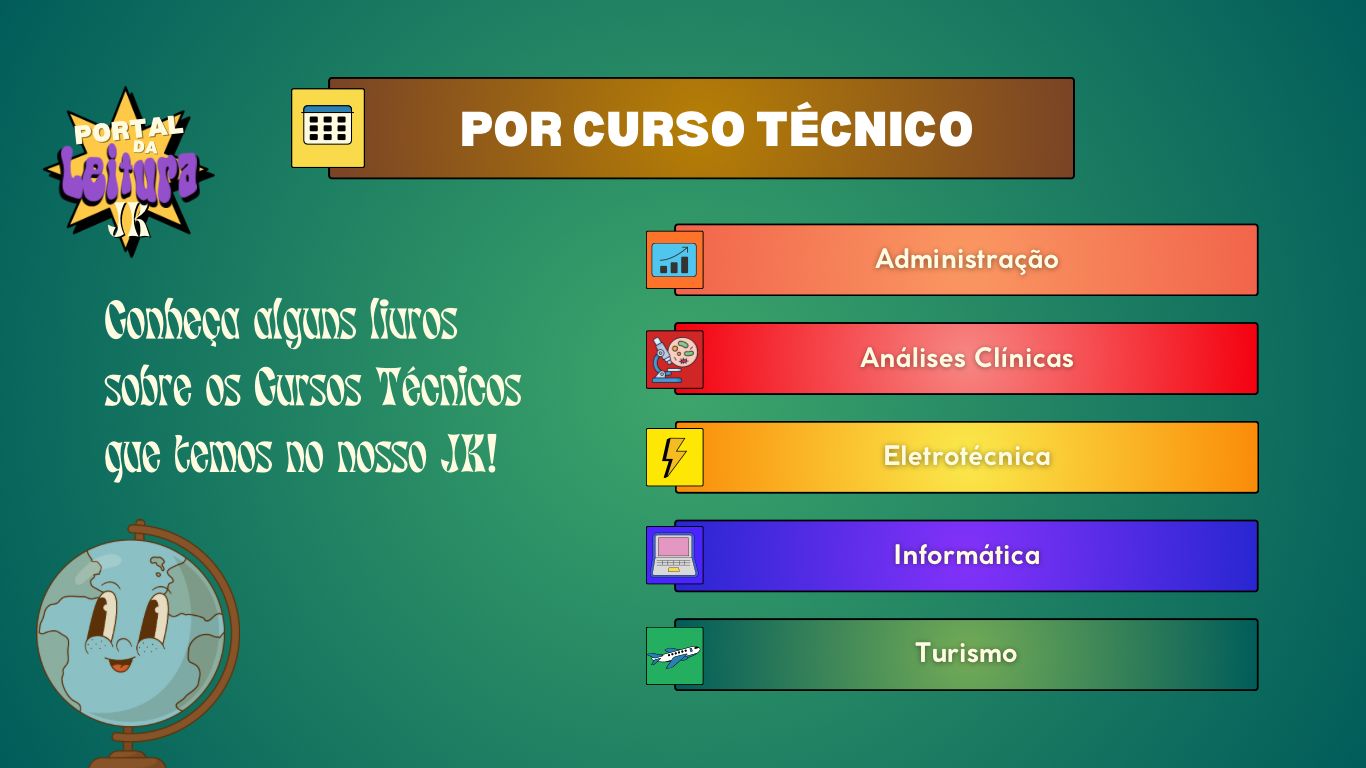 PORTAL
DA
Leitura
JK
POR CURSO TÉCNICO
Conheça alguns livros
sobre os Cursos Técnicos
que temos no nosso JK!
Administração
Análises Clínicas
Eletrotécnica
Informática
Turismo